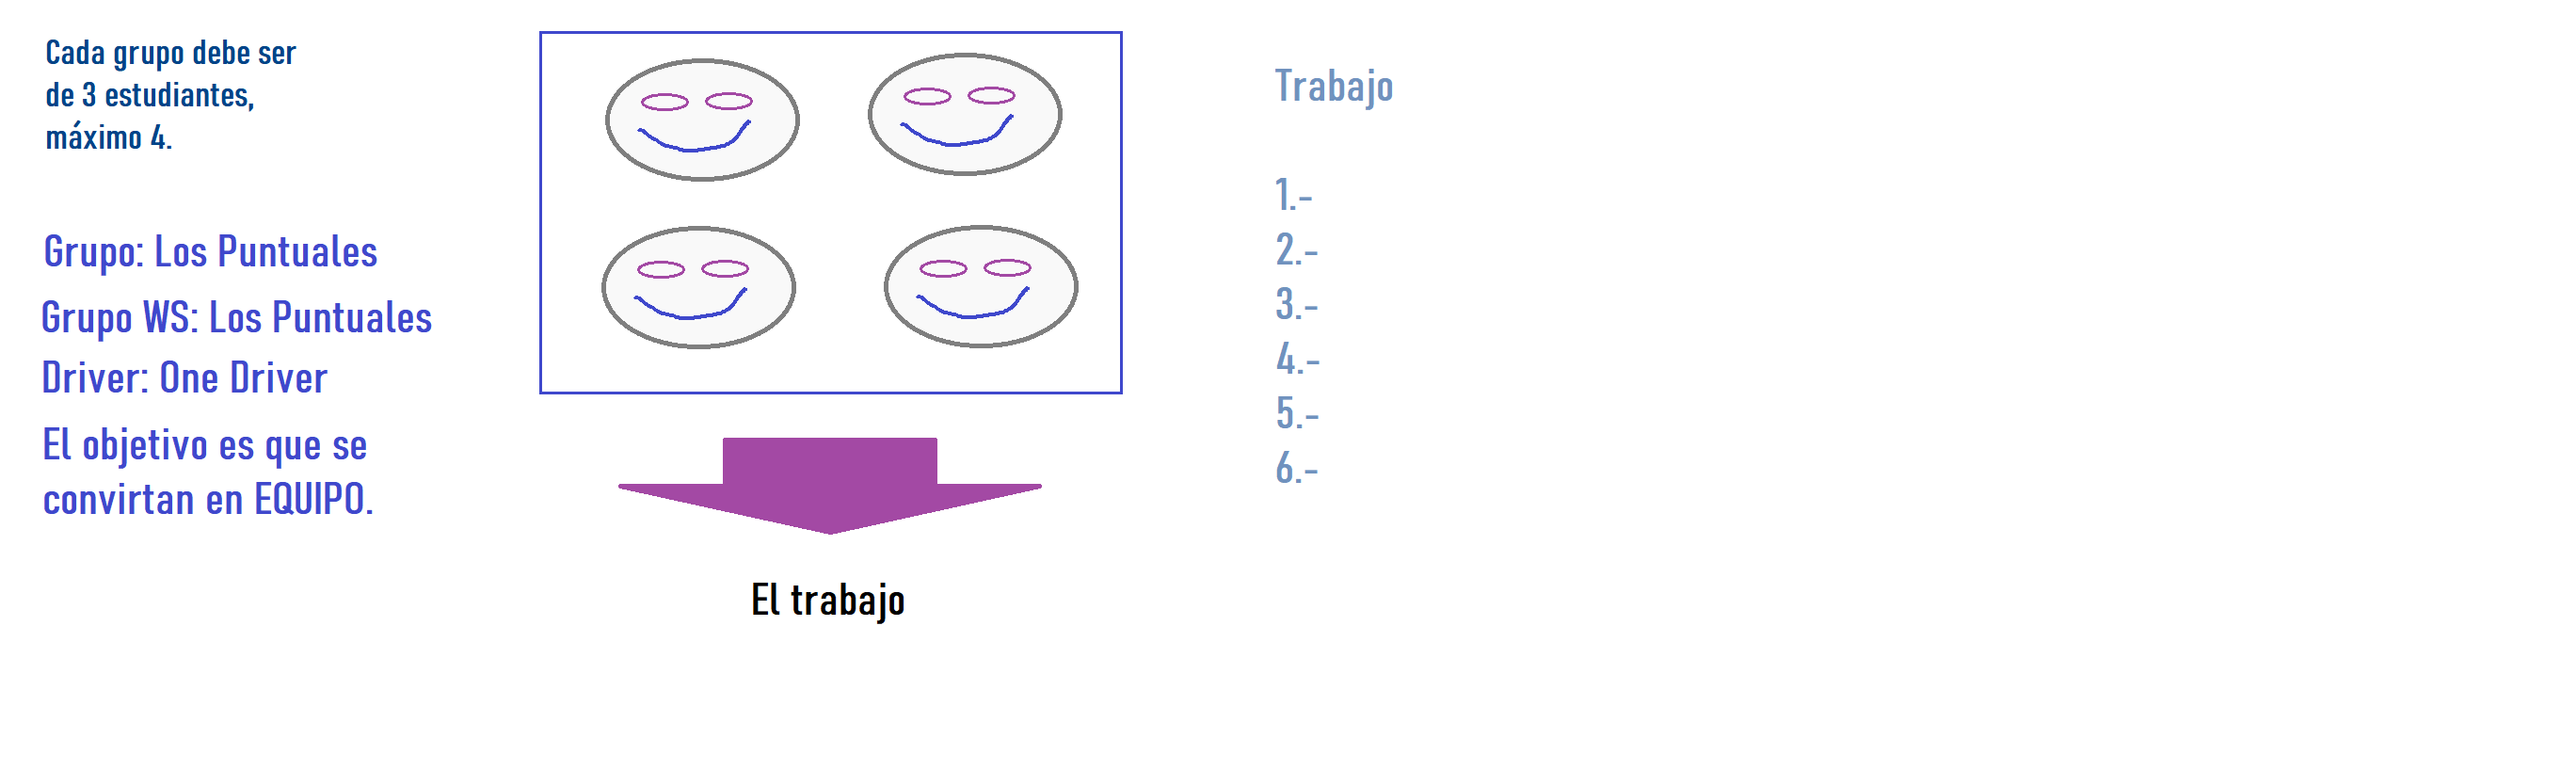 Cada grupo debe ser
de 3 estudiantes,
máximo 4.
Grupo: Los Puntuales
Grupo WS: Los Puntuales
Driver: One Driver
El objetivo es que se
convirtan en EQUIPO.
El trabajo
Trabajo
1.-
2.-
3.-
4.-
5.-
6.-